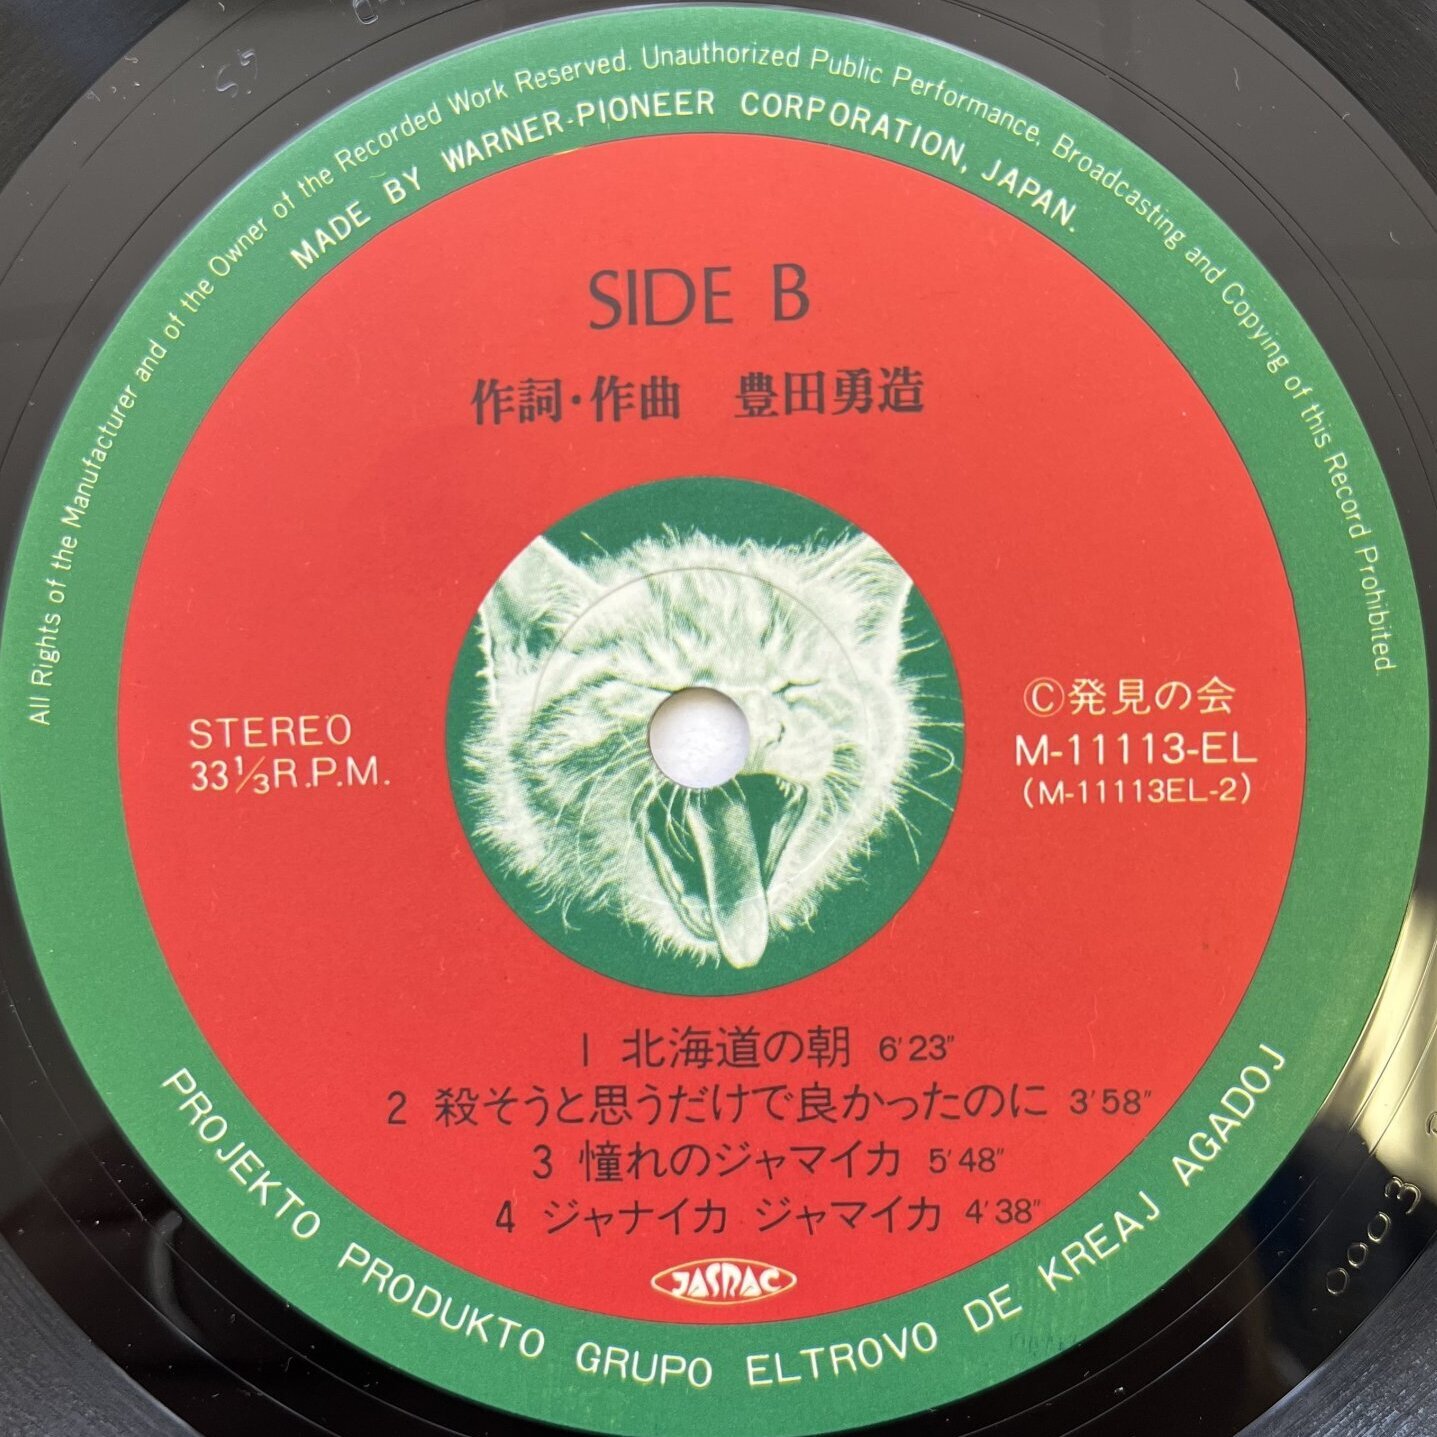 All Rights of the Manufacturer and of the Owner of the Recorded Work Reserved. Unauthorized Public Performance, Broadcasting and Copying of this Record Prohibited.
MADE BY WARNER-PIONEER CORPORATION, JAPAN.
SIDE B
作詞・作曲 豊田勇造
STEREO
33⅓R.P.M.
Ⓒ発見の会
M-11113-EL
(M-11113EL-2)
1 北海道の朝 6'23"
2 殺そうと思うだけで良かったのに 3'58"
3 憧れのジャマイカ 5'48"
4 ジャナイカ ジャマイカ 4'38"
JASRAC
PROJEKTO PRODUKTO GRUPO ELTROVO DE KREAJ AGADOJ
0003